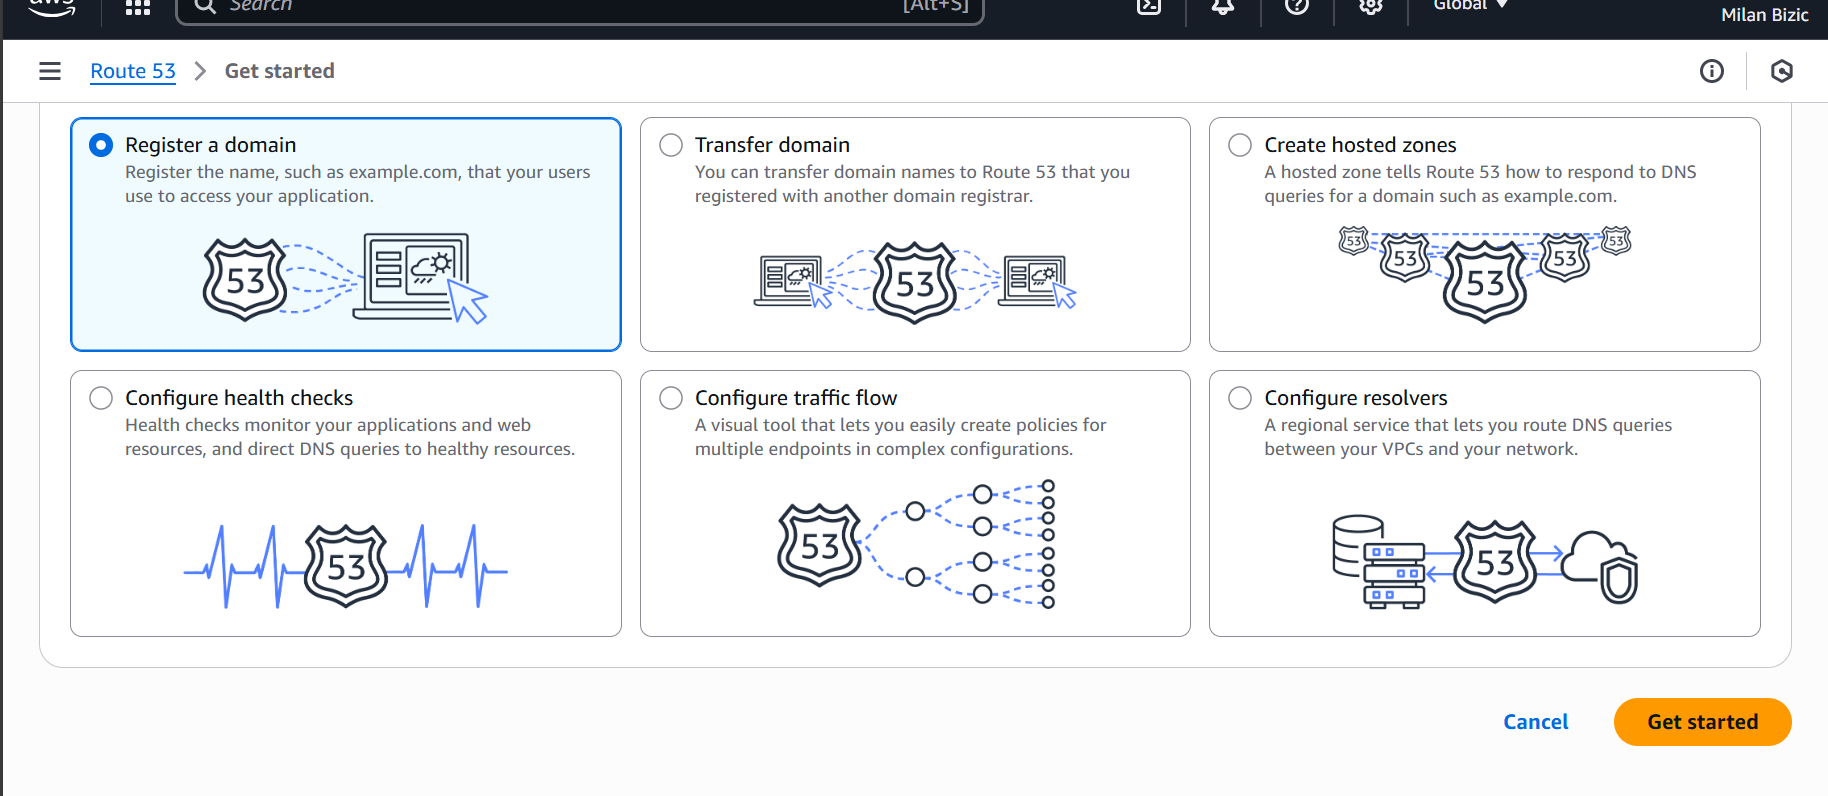 aws
Search
[Alt+S]
Global
Milan Bizic
Route 53
Get started
Register a domain
Register the name, such as example.com, that your users
use to access your application.
53
Transfer domain
You can transfer domain names to Route 53 that you
registered with another domain registrar.
53
Create hosted zones
A hosted zone tells Route 53 how to respond to DNS
queries for a domain such as example.com.
53
53
53
53
53
Configure health checks
Health checks monitor your applications and web
resources, and direct DNS queries to healthy resources.
53
Configure traffic flow
A visual tool that lets you easily create policies for
multiple endpoints in complex configurations.
53
Configure resolvers
A regional service that lets you route DNS queries
between your VPCs and your network.
53
Cancel
Get started